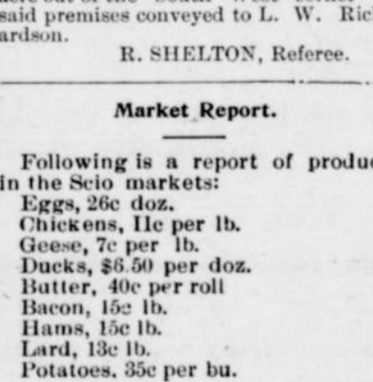 said premises conveyed to L. W. Ric
ardson.
R. SHELTON, Referee.
Market Report.
Following is a report of produ
in the Scio markets:
Eggs, 26c doz.
Chickens, 11c per lb.
Geese, 7c per lb.
Ducks, $6.50 per doz.
Butter, 40c per roll
Bacon, 15c lb.
Hams, 15c lb.
Lard, 13c lb.
Potatoes, 35c per bu.